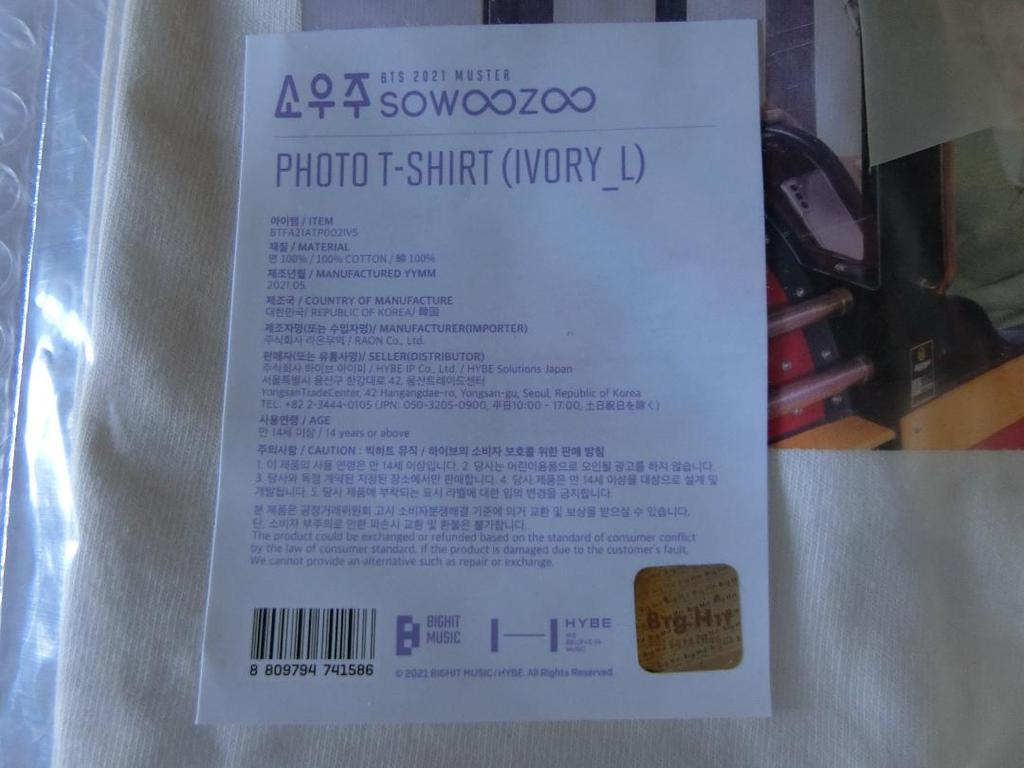 BTS 2021 MUSTER
소우주 SOWOOZOO
PHOTO T-SHIRT (IVORY_L)
아이템 / ITEM
BTFA21ATP002IV5
재질 / MATERIAL
면 100% / 100% COTTON / 綿 100%
제조년월 / MANUFACTURED YYMM
2021.05.
제조국 / COUNTRY OF MANUFACTURE
대한민국/ REPUBLIC OF KOREA/ 韓国
제조자명(또는 수입자명)/ MANUFACTURER(IMPORTER)
주식회사 라온무역 / RAON Co., Ltd.
판매자(또는 유통사명)/ SELLER(DISTRIBUTOR)
주식회사 하이브 아이피 / HYBE IP Co., Ltd. / HYBE Solutions Japan
서울특별시 용산구 한강대로 42, 용산트레이드센터
YongsanTradeCenter, 42 Hangangdae-ro, Yongsan-gu, Seoul, Republic of Korea
TEL: +82 2-3444-0105 (JPN: 050-3205-0900, 平日10:00 - 17:00, 土日祝日を除く)
사용연령 / AGE
만 14세 이상 / 14 years or above
주의사항 / CAUTION : 빅히트 뮤직 / 하이브의 소비자 보호를 위한 판매 방침
1. 이 제품의 사용 연령은 만 14세 이상입니다. 2. 당사는 어린이용품으로 오인될 광고를 하지 않습니다.
3. 당사와 독점 계약된 지정된 장소에서만 판매합니다. 4. 당사 제품은 만 14세 이상을 대상으로 설계 및
개발됩니다. 5. 당사 제품에 부착되는 표시 라벨에 대한 임의 변경을 금지합니다.
본 제품은 공정거래위원회 고시 소비자분쟁해결 기준에 의거 교환 및 보상을 받으실 수 있습니다.
단, 소비자 부주의로 인한 파손시 교환 및 환불은 불가합니다.
The product could be exchanged or refunded based on the standard of consumer conflict
by the law of consumer standard. If the product is damaged due to the customer's fault,
We cannot provide an alternative such as repair or exchange.
8 809794 741586
BIGHIT MUSIC
HYBE
WE BELIEVE IN MUSIC
© 2021 BIGHIT MUSIC / HYBE. All Rights Reserved.
Big Hit